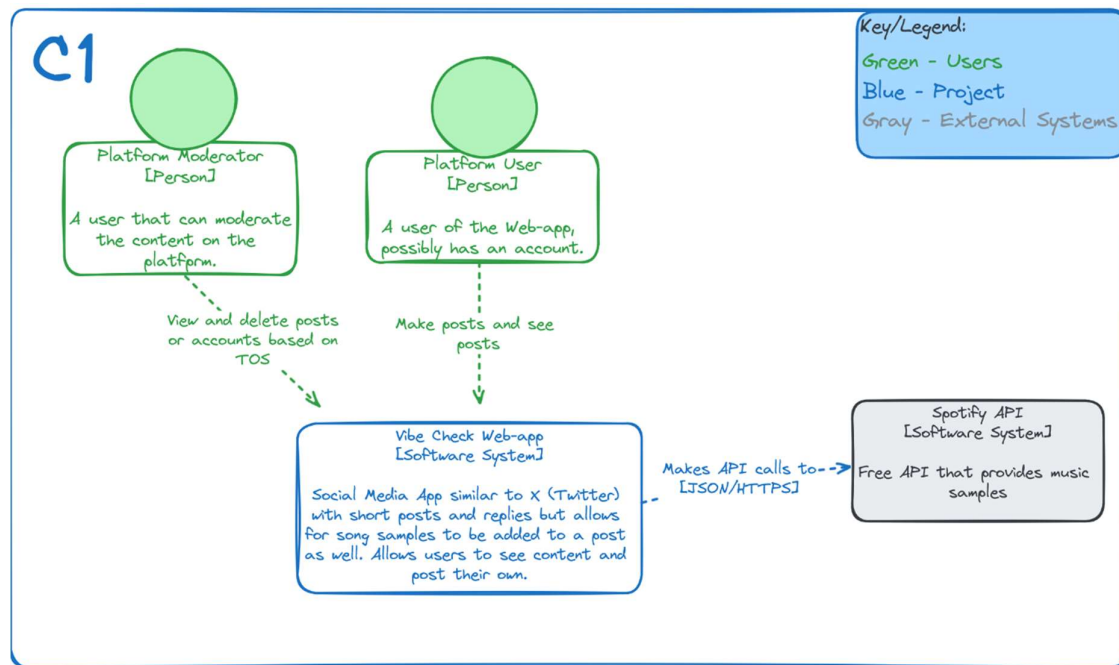 C1
Key/Legend:
Green - Users
Blue - Project
Gray - External Systems
Platform Moderator
[Person]
A user that can moderate
the content on the
platform.
Platform User
[Person]
A user of the Web-app,
possibly has an account.
View and delete posts
or accounts based on
TOS
Make posts and see
posts
Vibe Check Web-app
[Software System]
Social Media App similar to X (Twitter)
with short posts and replies but allows
for song samples to be added to a post
as well. Allows users to see content and
post their own.
Makes API calls to
[JSON/HTTPS]
Spotify API
[Software System]
Free API that provides music
samples